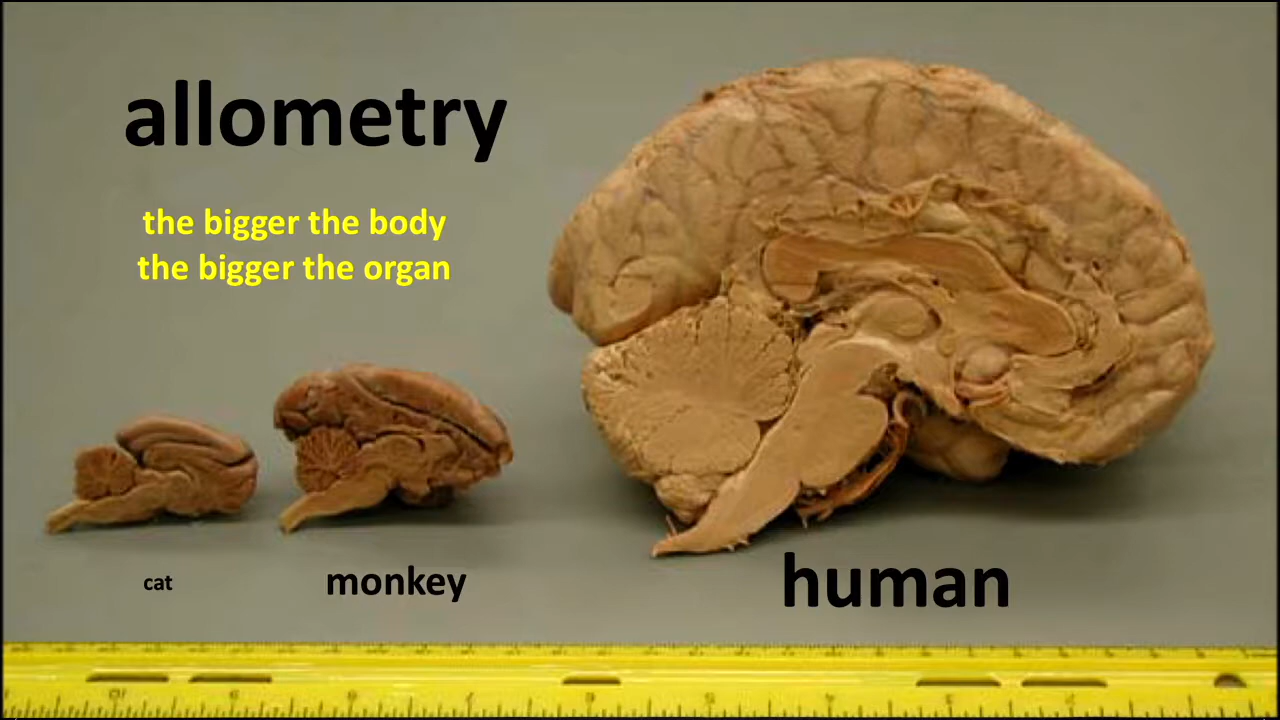 allometry
the bigger the body
the bigger the organ
cat
monkey
human